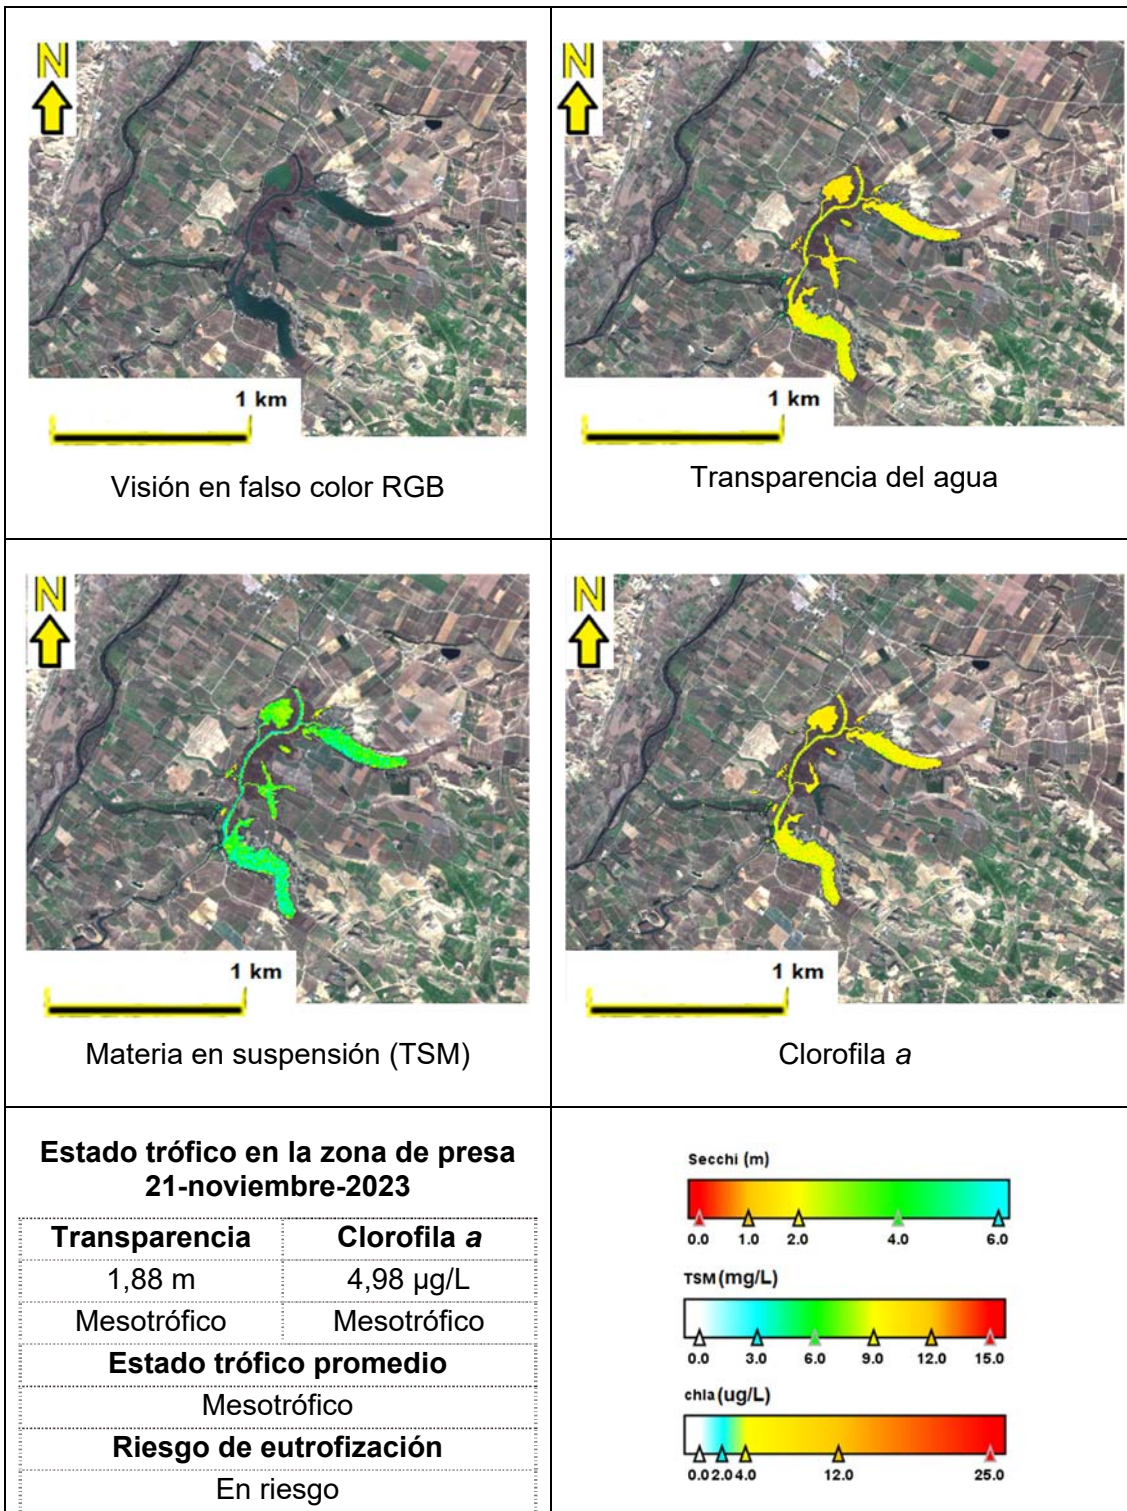 N
N
1 km
1 km
Visión en falso color RGB
Transparencia del agua
N
N
1 km
1 km
Materia en suspensión (TSM)
Clorofila a
Estado trófico en la zona de presa
21-noviembre-2023
Transparencia Clorofila a
1,88 m 4,98 µg/L
Mesotrófico Mesotrófico
Estado trófico promedio
Mesotrófico
Riesgo de eutrofización
En riesgo
Secchi (m)
0.0 1.0 2.0 4.0 6.0
TSM (mg/L)
0.0 3.0 6.0 9.0 12.0 15.0
chla (ug/L)
0.0 2.0 4.0 12.0 25.0